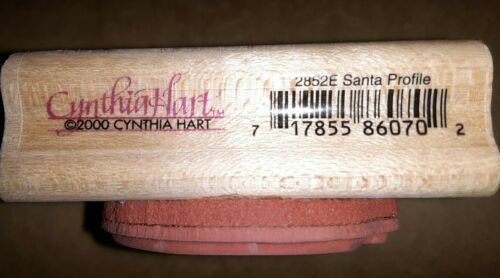 CynthiaHart™
©2000 CYNTHIA HART
2852E Santa Profile
7 17855 86070 2